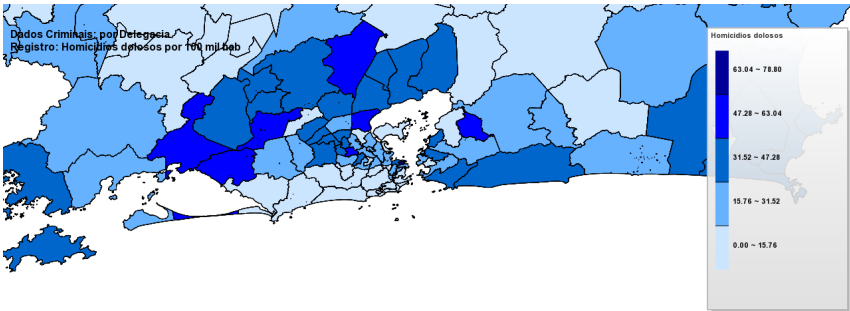 Dados Criminais: por Delegacia
Registro: Homicídios dolosos por 100 mil hab
Homicídios dolosos
63.04 ~ 78.80
47.28 ~ 63.04
31.52 ~ 47.28
15.76 ~ 31.52
0.00 ~ 15.76